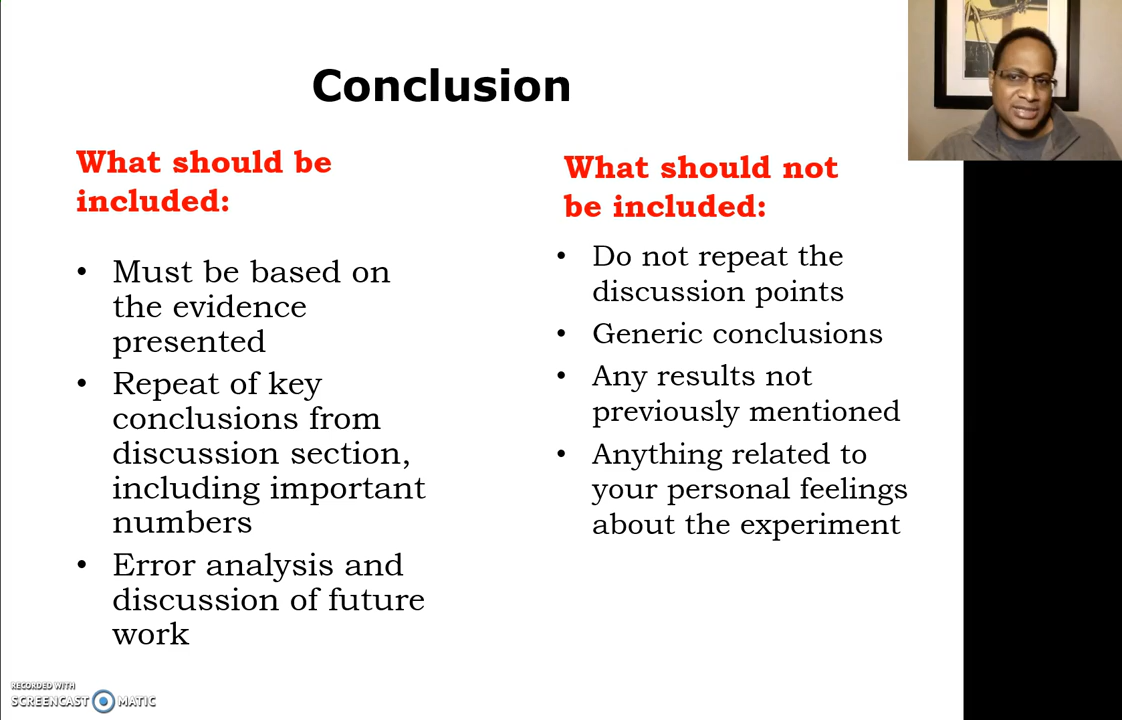 Conclusion
What should be
included:
• Must be based on
the evidence
presented
• Repeat of key
conclusions from
discussion section,
including important
numbers
• Error analysis and
discussion of future
work
What should not
be included:
• Do not repeat the
discussion points
• Generic conclusions
• Any results not
previously mentioned
• Anything related to
your personal feelings
about the experiment
RECORDED WITH
SCREENCAST MATIC